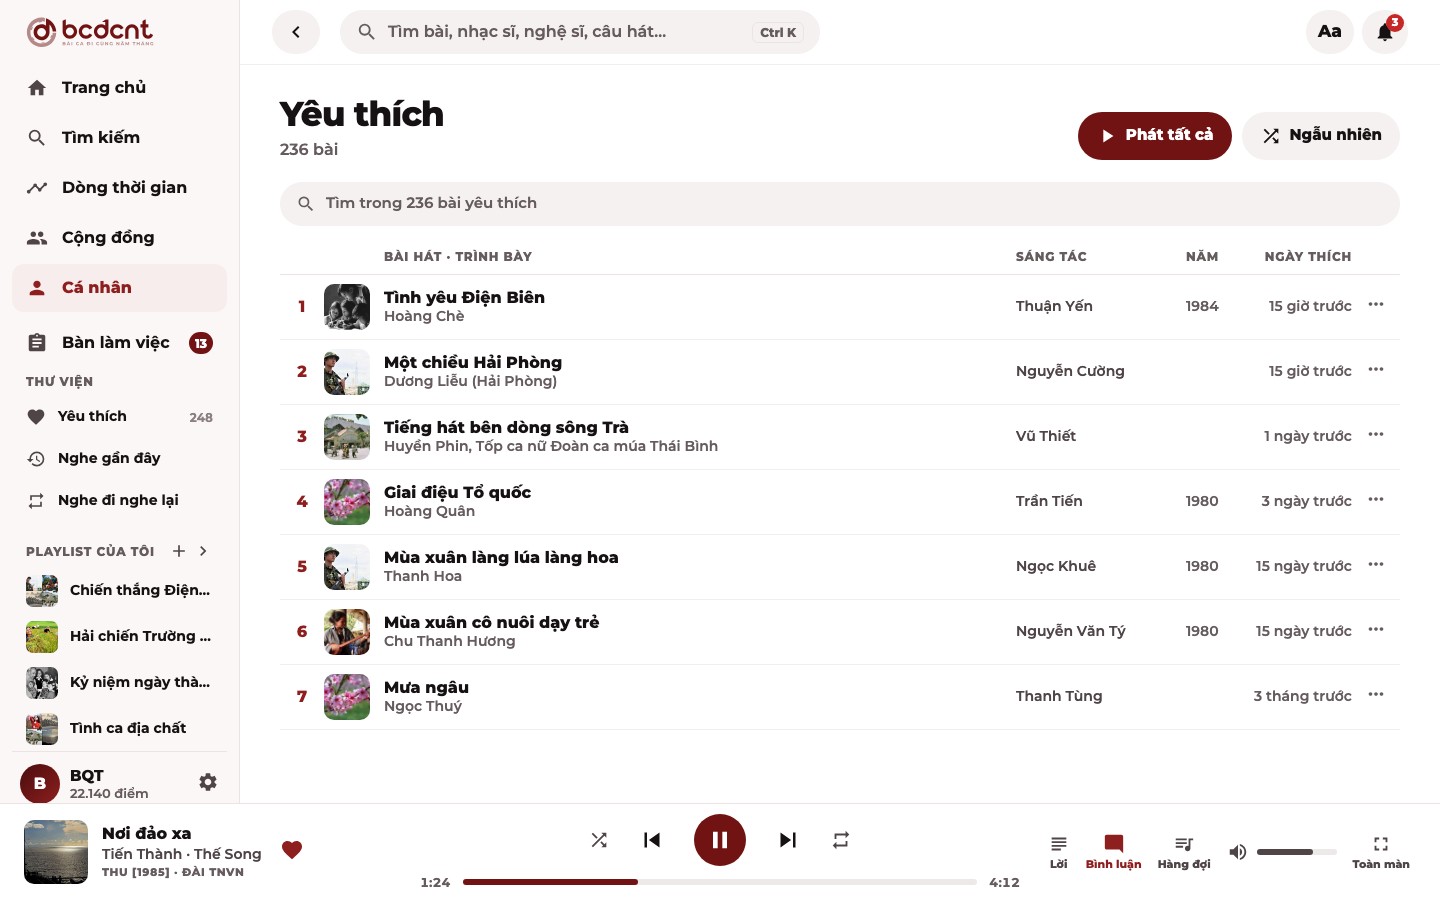 bcdcnt
BÀI CA ĐI CÙNG NĂM THÁNG
Trang chủ
Tìm kiếm
Dòng thời gian
Cộng đồng
Cá nhân
Bàn làm việc 13
THƯ VIỆN
Yêu thích 248
Nghe gần đây
Nghe đi nghe lại
PLAYLIST CỦA TÔI
Chiến thắng Điện...
Hải chiến Trường ...
Kỷ niệm ngày thà...
Tình ca địa chất
B
BQT
22.140 điểm
Tìm bài, nhạc sĩ, nghệ sĩ, câu hát... Ctrl K
Aa
3
Yêu thích
236 bài
Phát tất cả
Ngẫu nhiên
Tìm trong 236 bài yêu thích
BÀI HÁT · TRÌNH BÀY SÁNG TÁC NĂM NGÀY THÍCH
1 Tình yêu Điện Biên Thuận Yến 1984 15 giờ trước
Hoàng Chè
2 Một chiều Hải Phòng Nguyễn Cường 15 giờ trước
Dương Liễu (Hải Phòng)
3 Tiếng hát bên dòng sông Trà Vũ Thiết 1 ngày trước
Huyền Phin, Tốp ca nữ Đoàn ca múa Thái Bình
4 Giai điệu Tổ quốc Trần Tiến 1980 3 ngày trước
Hoàng Quân
5 Mùa xuân làng lúa làng hoa Ngọc Khuê 1980 15 ngày trước
Thanh Hoa
6 Mùa xuân cô nuôi dạy trẻ Nguyễn Văn Tý 1980 15 ngày trước
Chu Thanh Hương
7 Mưa ngâu Thanh Tùng 3 tháng trước
Ngọc Thuý
Nơi đảo xa
Tiến Thành · Thế Song
THU [1985] · ĐÀI TNVN
1:24 4:12
Lời
Bình luận
Hàng đợi
Toàn màn